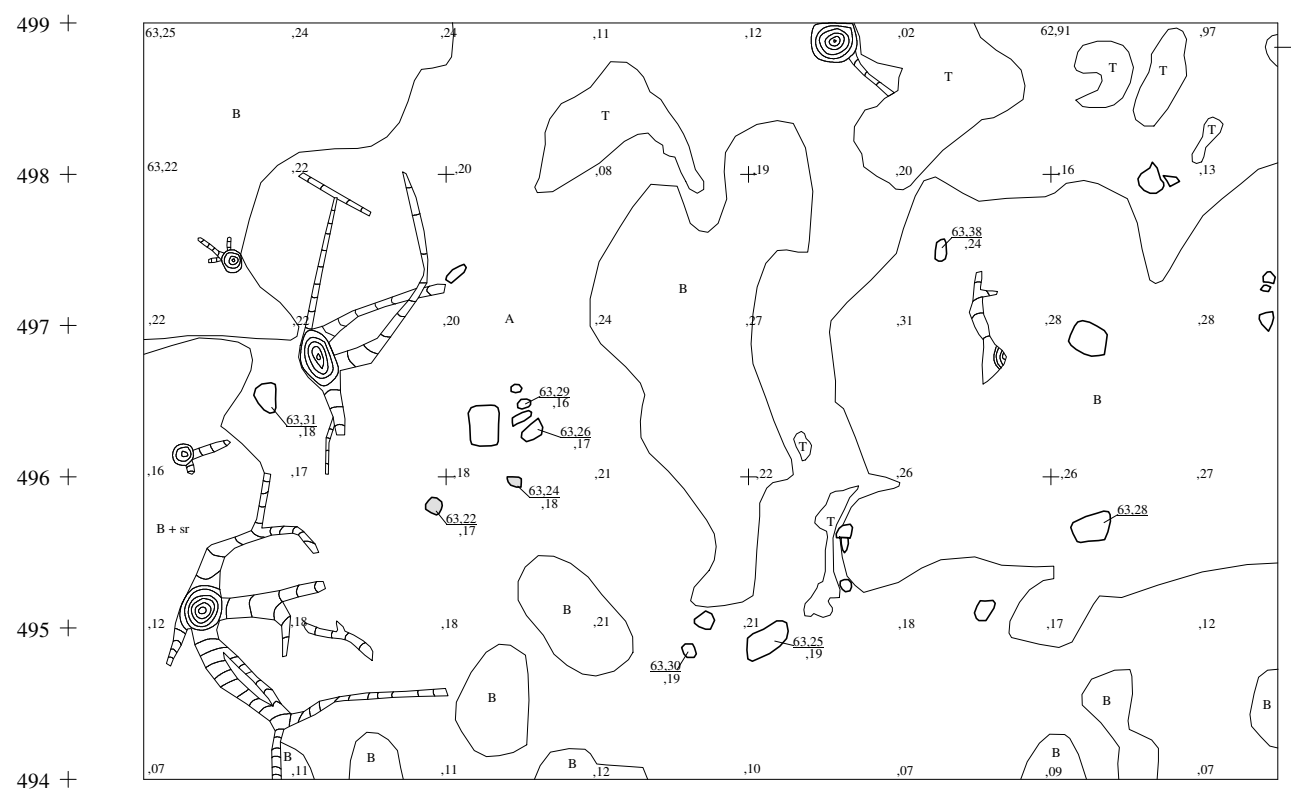 499
63,25 ,24 ,24 ,11 ,12 ,02 62,91 ,97
T T T
T
B T
T
498
63,22 ,22 ,20 ,08 ,19 ,20 ,16 ,13
63,38
,24
B
497
,22 ,22 ,20 A ,24 ,27 ,31 ,28 ,28
63,29
,16
B
63,31
,18
63,26
,17
T
496
,16 ,17 ,18 ,21 ,22 ,26 ,26 ,27
63,24
,18
63,28
63,22
,17
T
B + sr
B
495
,12 ,18 ,18 ,21 ,21 ,18 ,17 ,12
63,25
,19
63,30
,19
B B B
B B B B
494
,07 ,11 ,11 ,12 ,10 ,07 ,09 ,07